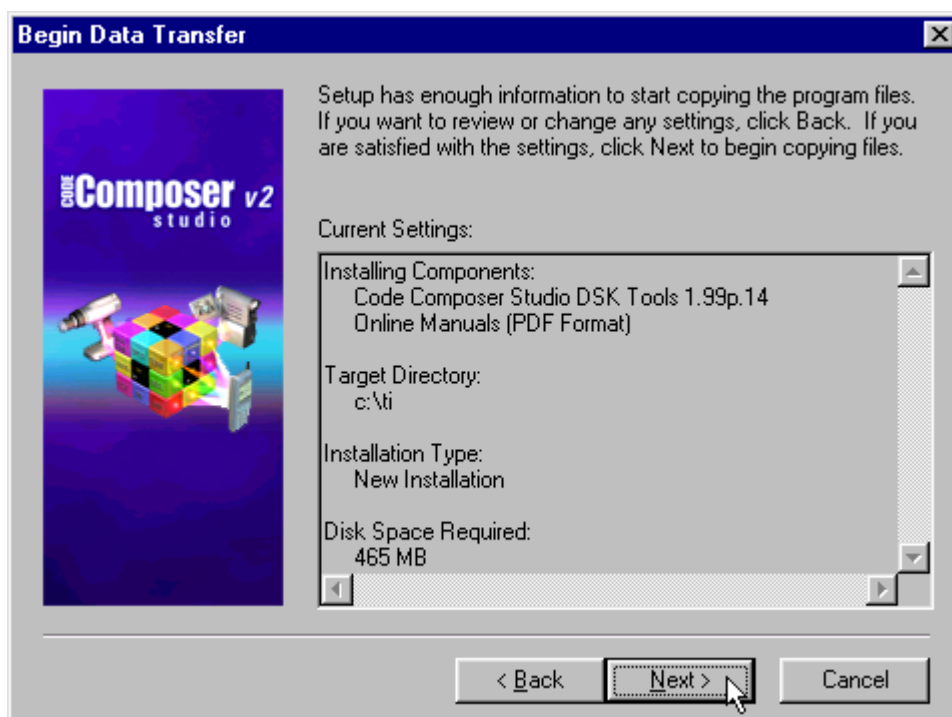 Begin Data Transfer
Setup has enough information to start copying the program files.
If you want to review or change any settings, click Back.  If you
are satisfied with the settings, click Next to begin copying files.
CODE Composer v2
studio
Current Settings:
Installing Components:
Code Composer Studio DSK Tools 1.99p.14
Online Manuals (PDF Format)
Target Directory:
c:\ti
Installation Type:
New Installation
Disk Space Required:
465 MB
< Back
Next >
Cancel